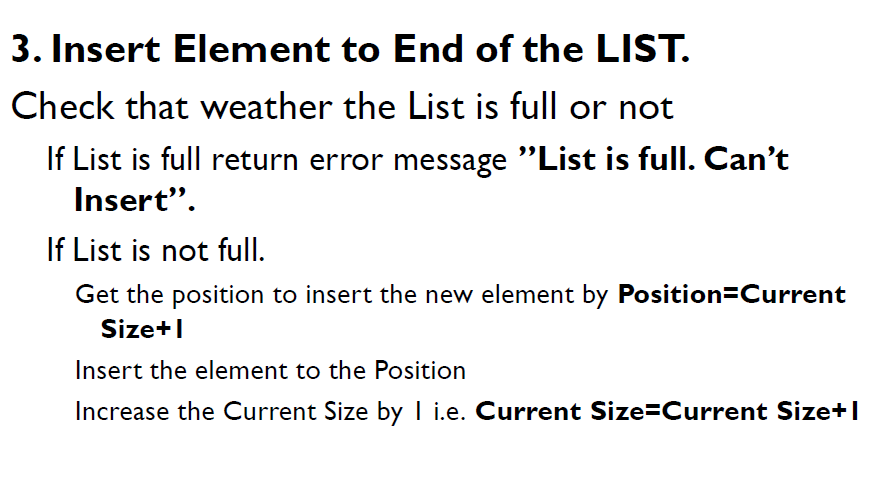 3. Insert Element to End of the LIST.
Check that weather the List is full or not
If List is full return error message ”List is full. Can’t
Insert”.
If List is not full.
Get the position to insert the new element by Position=Current
Size+1
Insert the element to the Position
Increase the Current Size by 1 i.e. Current Size=Current Size+1